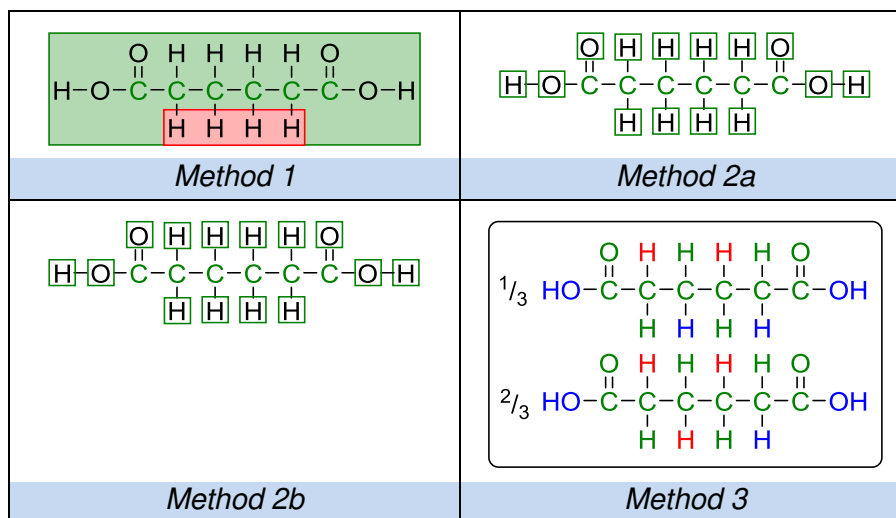 O H H H H O
H-O-C-C-C-C-C-C-O-H
H H H H
Method 1
O H H H H O
H-O-C-C-C-C-C-C-O-H
H H H H
Method 2a
O H H H H O
H-O-C-C-C-C-C-C-O-H
H H H H
Method 2b
O H H H H O
1/3 HO-C-C-C-C-C-C-OH
H H H H
O H H H H O
2/3 HO-C-C-C-C-C-C-OH
H H H H
Method 3